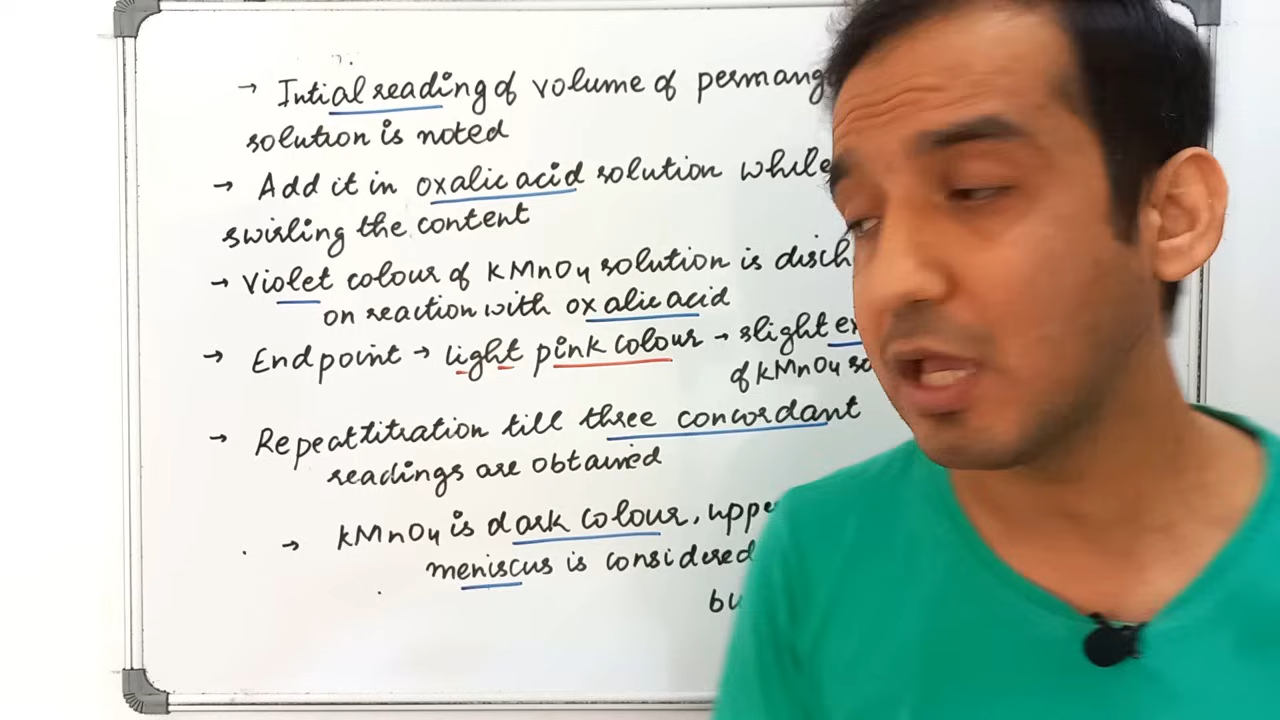 → Intial reading of volume of permang
solution is noted
→ Add it in oxalic acid solution while
swirling the content
→ Violet colour of KMnO4 solution is disch
on reaction with oxalic acid
→ Endpoint → light pink colour → slight
of KMnO4
→ Repeat titration till three concordant
readings are obtained
→ KMnO4 is dark colour, uppe
meniscus is considered